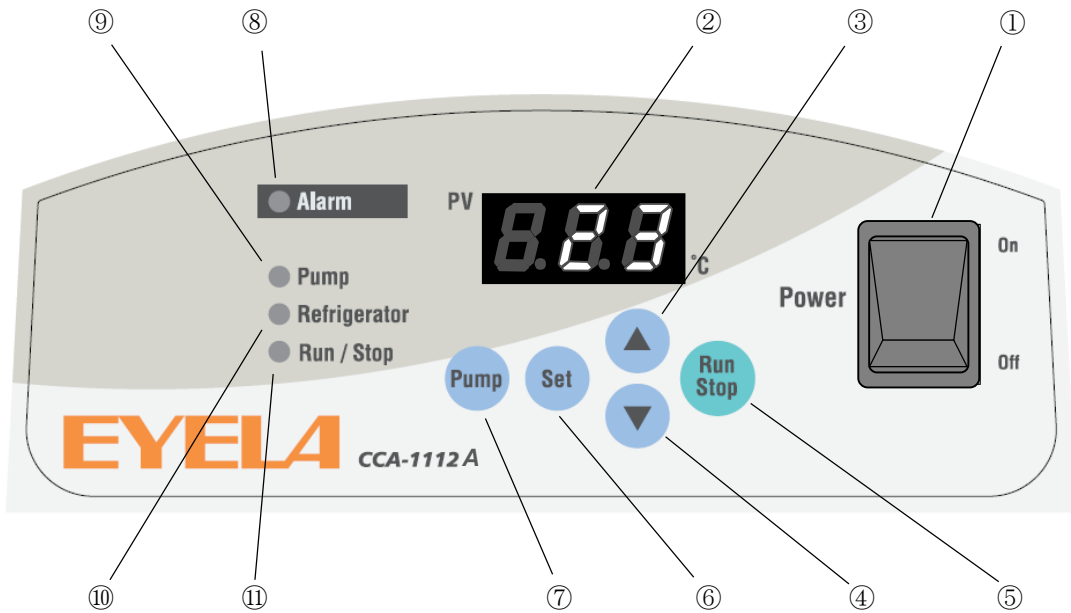 ⑨ ⑧ ② ③ ①
Alarm
PV 23 °C
On
Pump
Power
Refrigerator
Run / Stop
Off
Pump Set Run Stop
EYELA CCA-1112A
⑩ ⑪ ⑦ ⑥ ④ ⑤